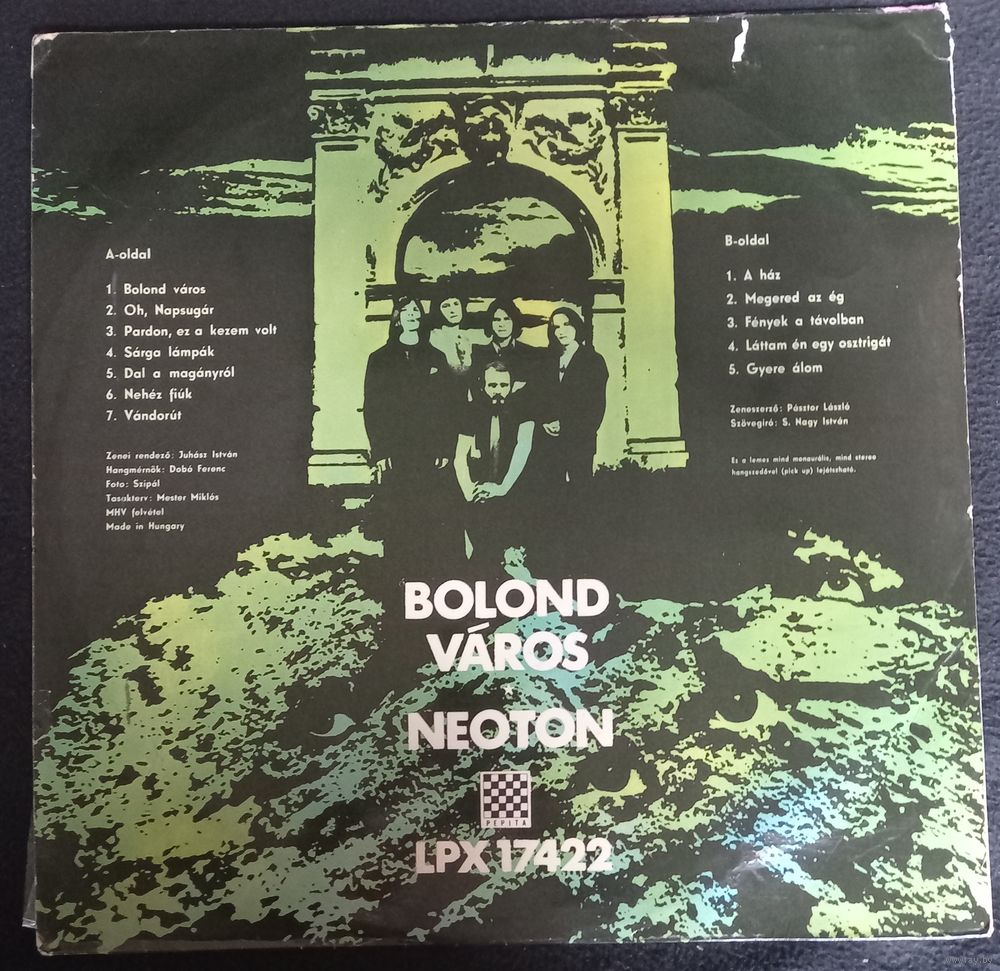 A-oldal
1. Bolond város
2. Oh, Napsugár
3. Pardon, ez a kezem volt
4. Sárga lámpák
5. Dal a magányról
6. Nehéz fiúk
7. Vándorút
Zenei rendező: Juhász István
Hangmérnök: Dobó Ferenc
Foto: Szipál
Tasakterv: Mester Miklós
MHV felvétel
Made in Hungary
B-oldal
1. A ház
2. Megered az ég
3. Fények a távolban
4. Láttam én egy osztrigát
5. Gyere álom
Zeneszerző: Pásztor László
Szövegíró: S. Nagy István
Ez a lemez mind monaurális, mind stereo
hangszedővel (pick up) lejátszható.
BOLOND
VÁROS
*
NEOTON
PEPITA
LPX 17422
www.ay.by